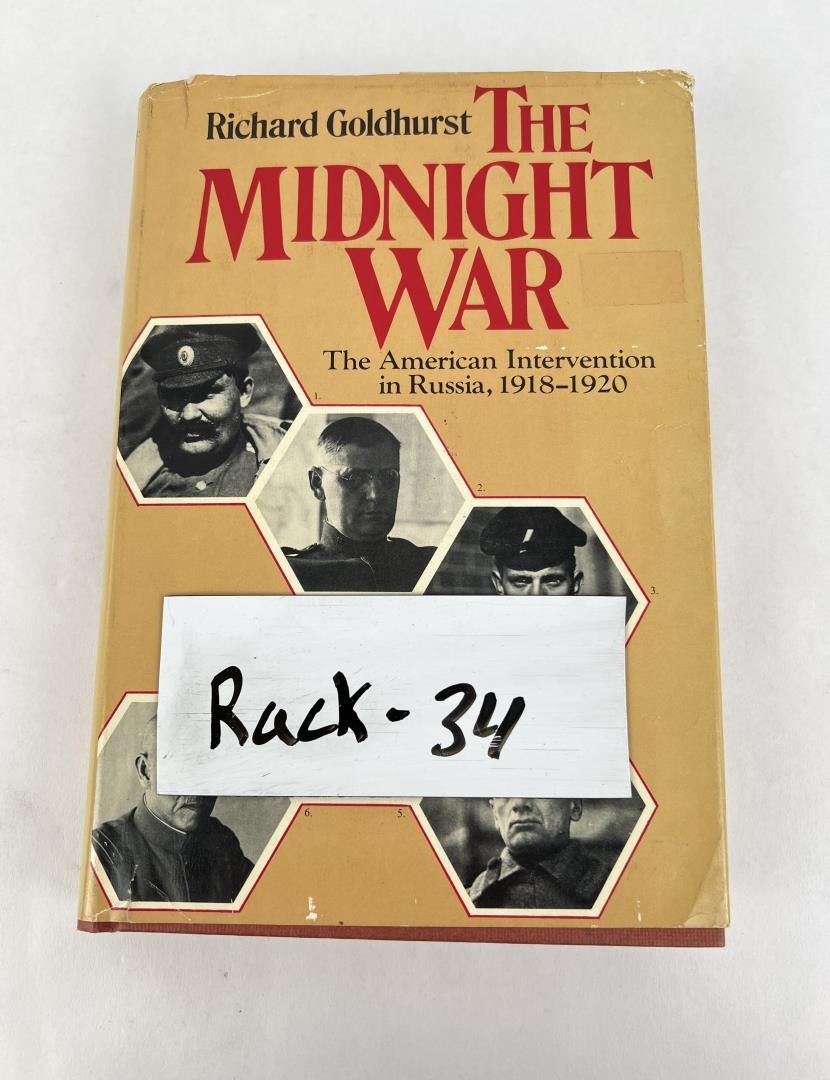 Richard Goldhurst THE
MIDNIGHT
WAR
The American Intervention
in Russia, 1918–1920
1.
2.
3.
Rack - 34
6.
5.